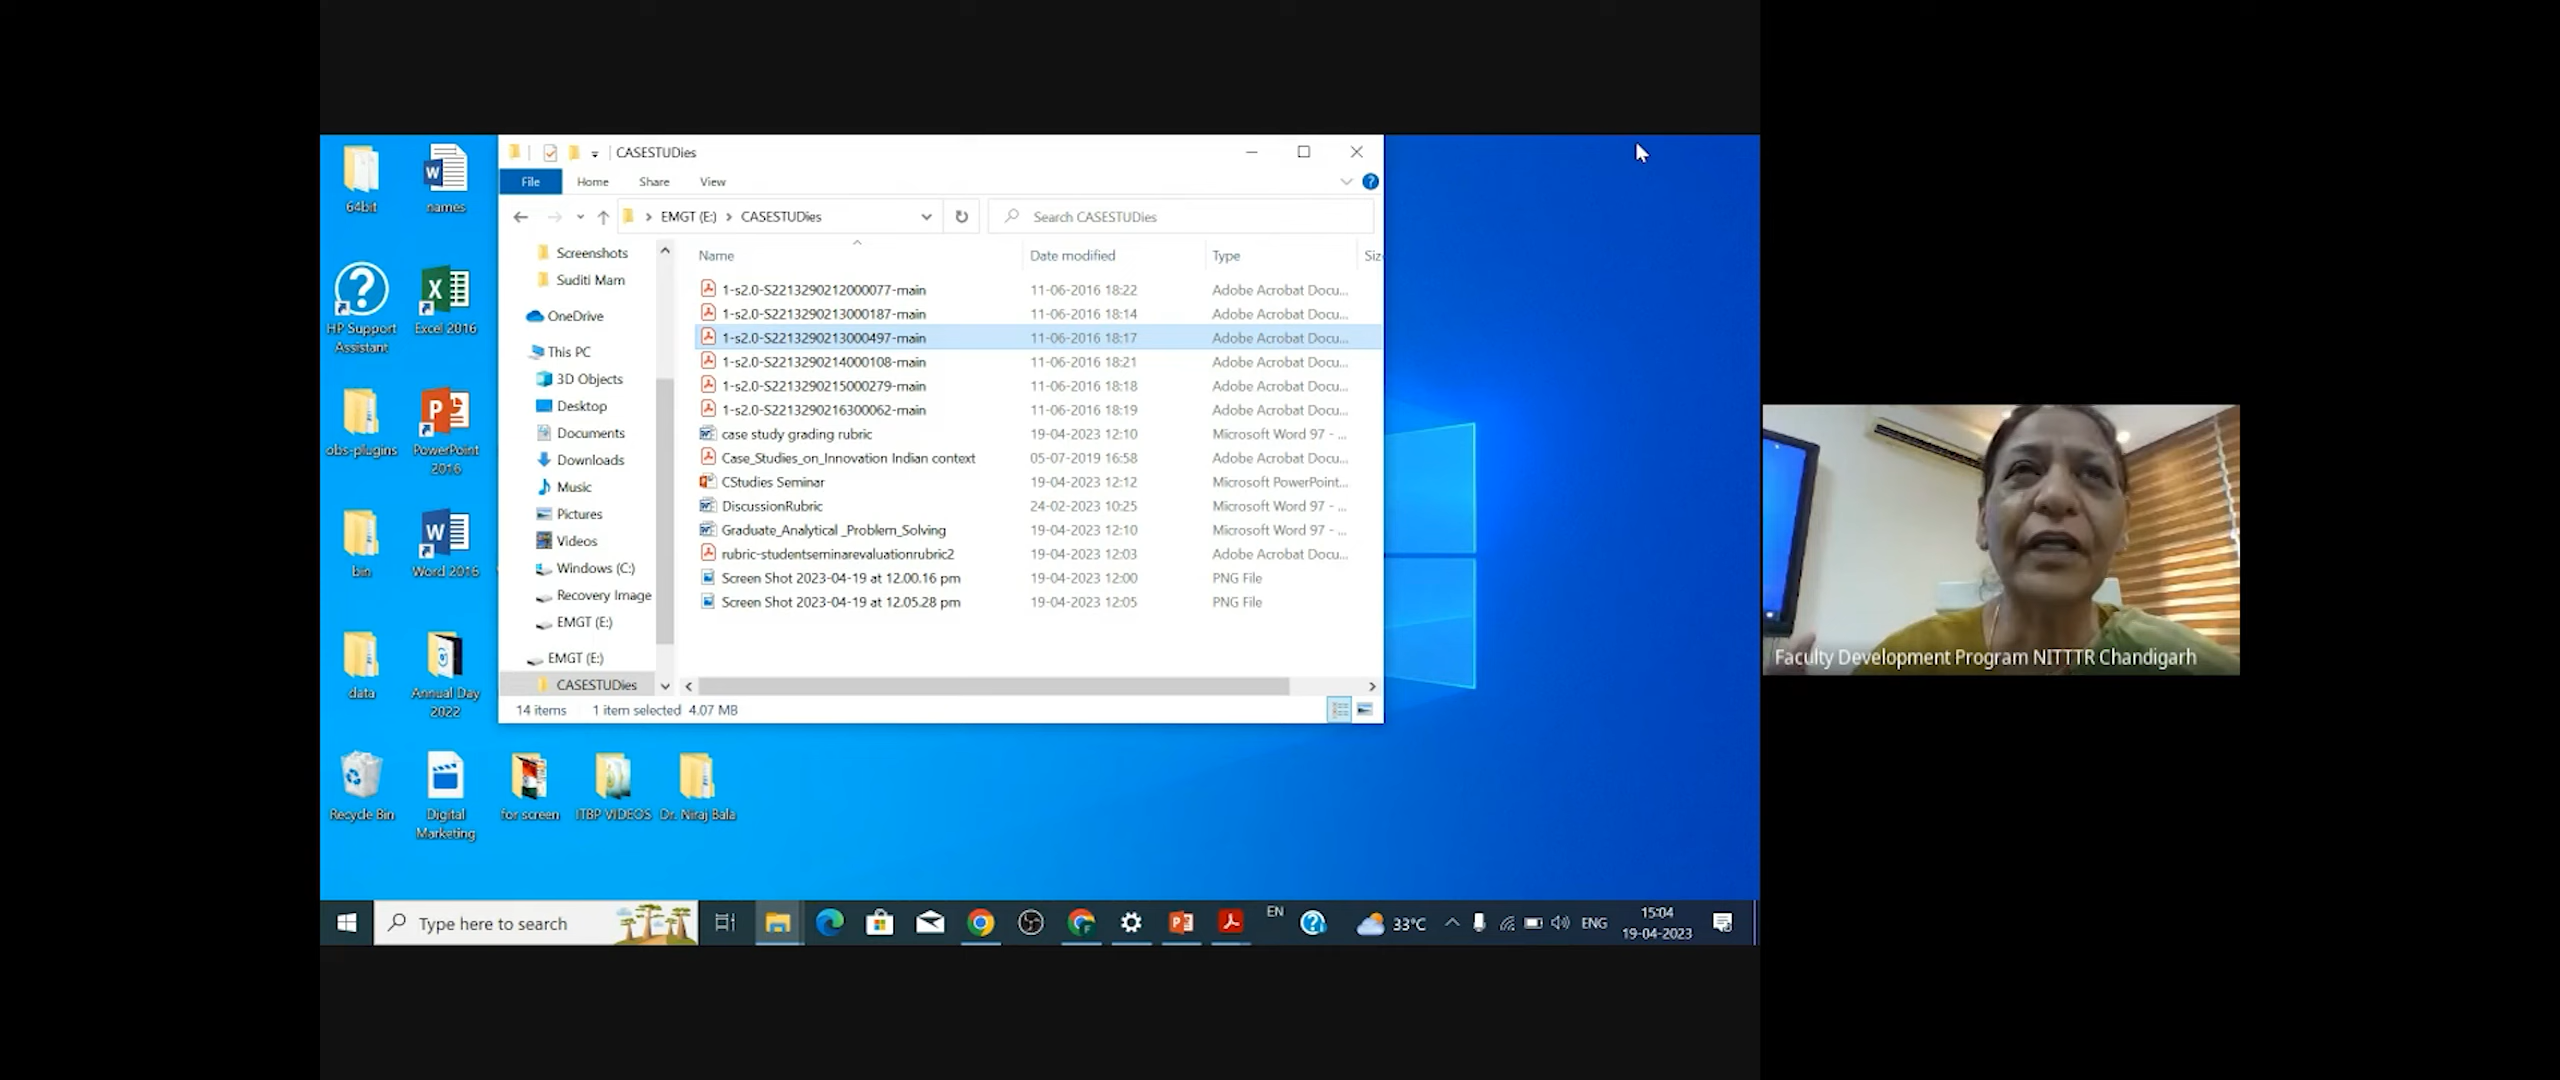 CASESTUDies
File Home Share View
EMGT (E:) CASESTUDies
Search CASESTUDies
Name Date modified Type Siz
1-s2.0-S2213290212000077-main 11-06-2016 18:22 Adobe Acrobat Docu...
1-s2.0-S2213290213000187-main 11-06-2016 18:14 Adobe Acrobat Docu...
1-s2.0-S2213290213000497-main 11-06-2016 18:17 Adobe Acrobat Docu...
1-s2.0-S2213290214000108-main 11-06-2016 18:21 Adobe Acrobat Docu...
1-s2.0-S2213290215000279-main 11-06-2016 18:18 Adobe Acrobat Docu...
1-s2.0-S2213290216300062-main 11-06-2016 18:19 Adobe Acrobat Docu...
case study grading rubric 19-04-2023 12:10 Microsoft Word 97 - ...
Case_Studies_on_Innovation Indian context 05-07-2019 16:58 Adobe Acrobat Docu...
CStudies Seminar 19-04-2023 12:12 Microsoft PowerPoint...
DiscussionRubric 24-02-2023 10:25 Microsoft Word 97 - ...
Graduate_Analytical _Problem_Solving 19-04-2023 12:10 Microsoft Word 97 - ...
rubric-studentseminarevaluationrubric2 19-04-2023 12:03 Adobe Acrobat Docu...
Screen Shot 2023-04-19 at 12.00.16 pm 19-04-2023 12:00 PNG File
Screen Shot 2023-04-19 at 12.05.28 pm 19-04-2023 12:05 PNG File
Screenshots
Suditi Mam
OneDrive
This PC
3D Objects
Desktop
Documents
Downloads
Music
Pictures
Videos
Windows (C:)
Recovery Image
EMGT (E:)
EMGT (E:)
CASESTUDies
14 items 1 item selected 4.07 MB
64bit
names
HP Support
Assistant
Excel 2016
obs-plugins
PowerPoint
2016
bin
Word 2016
data
Annual Day
2022
Recycle Bin
Digital
Marketing
for screen
ITBP VIDEOS
Dr. Niraj Bala
Type here to search
EN
33°C
ENG
15:04
19-04-2023
Faculty Development Program NITTTR Chandigarh